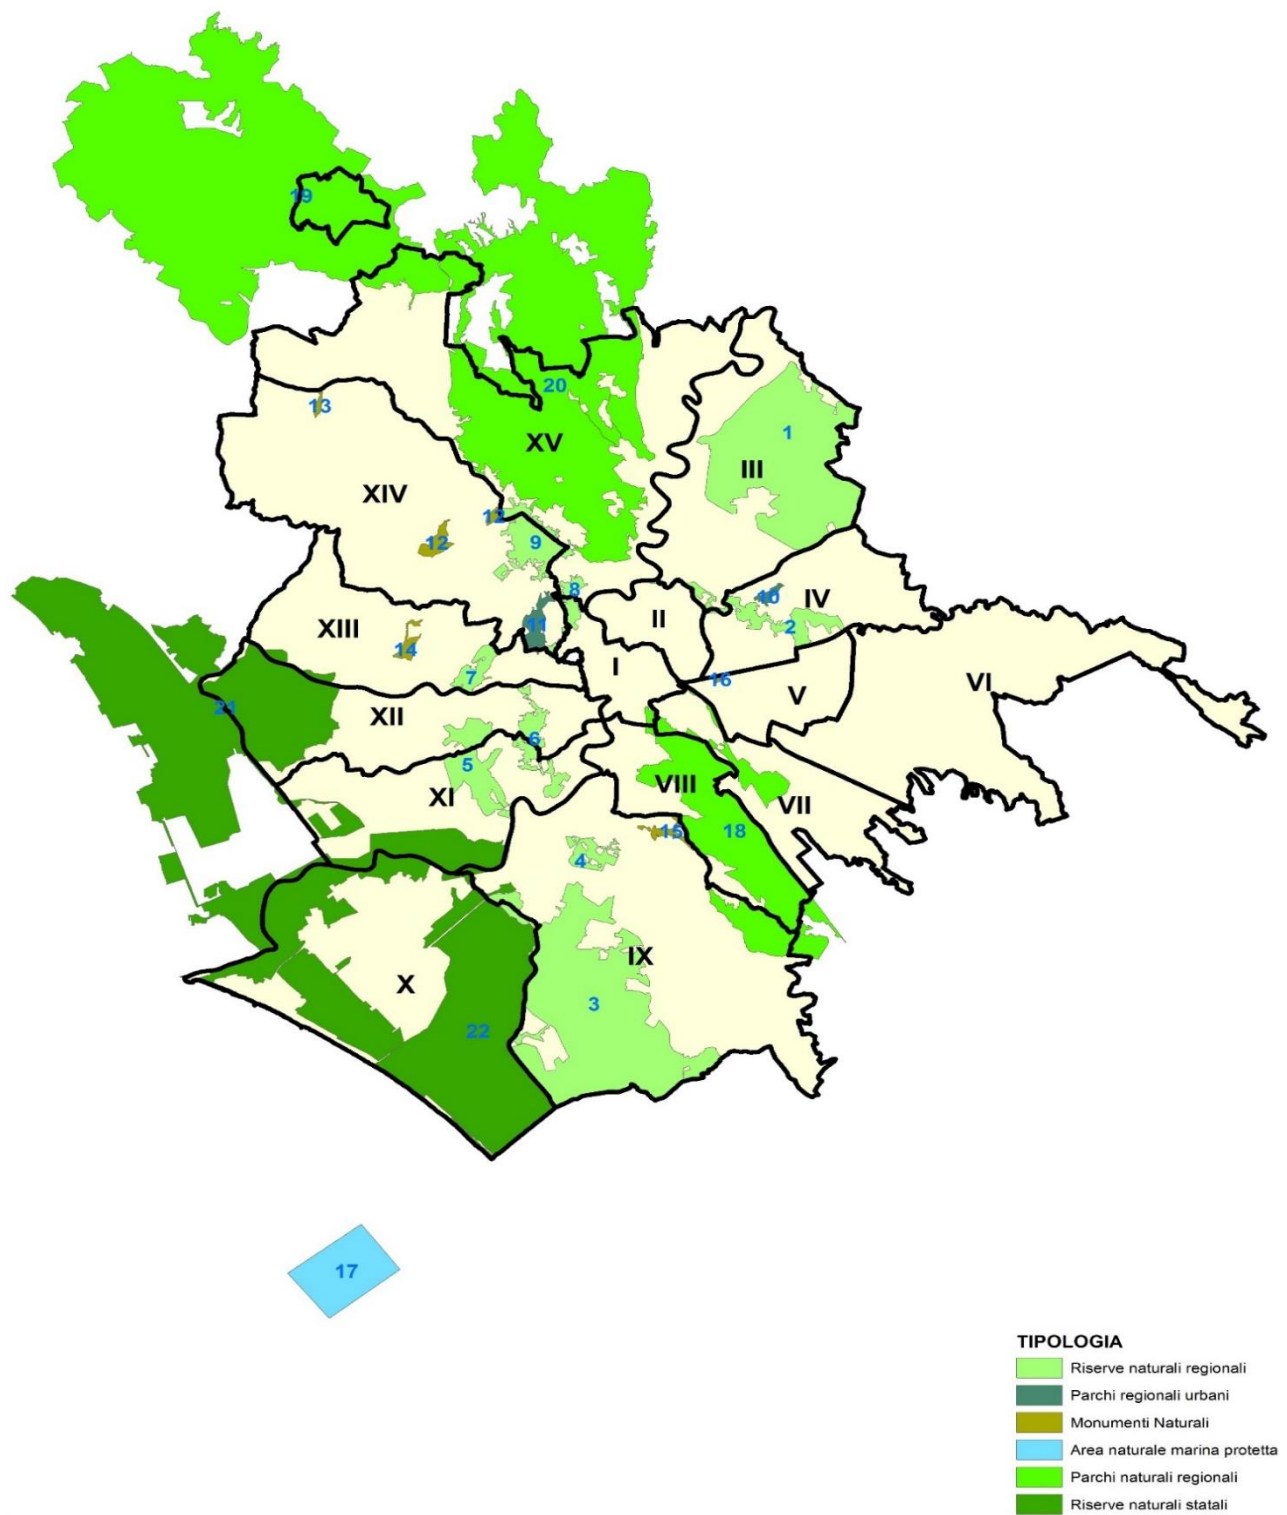 19
20
13
1
XV
III
XIV
12
12
9
8
10
IV
11
2
XIII
II
14
I
7
16
VI
V
21
XII
6
5
VIII
XI
VII
15
18
4
IX
X
3
22
17
TIPOLOGIA
Riserve naturali regionali
Parchi regionali urbani
Monumenti Naturali
Area naturale marina protetta
Parchi naturali regionali
Riserve naturali statali